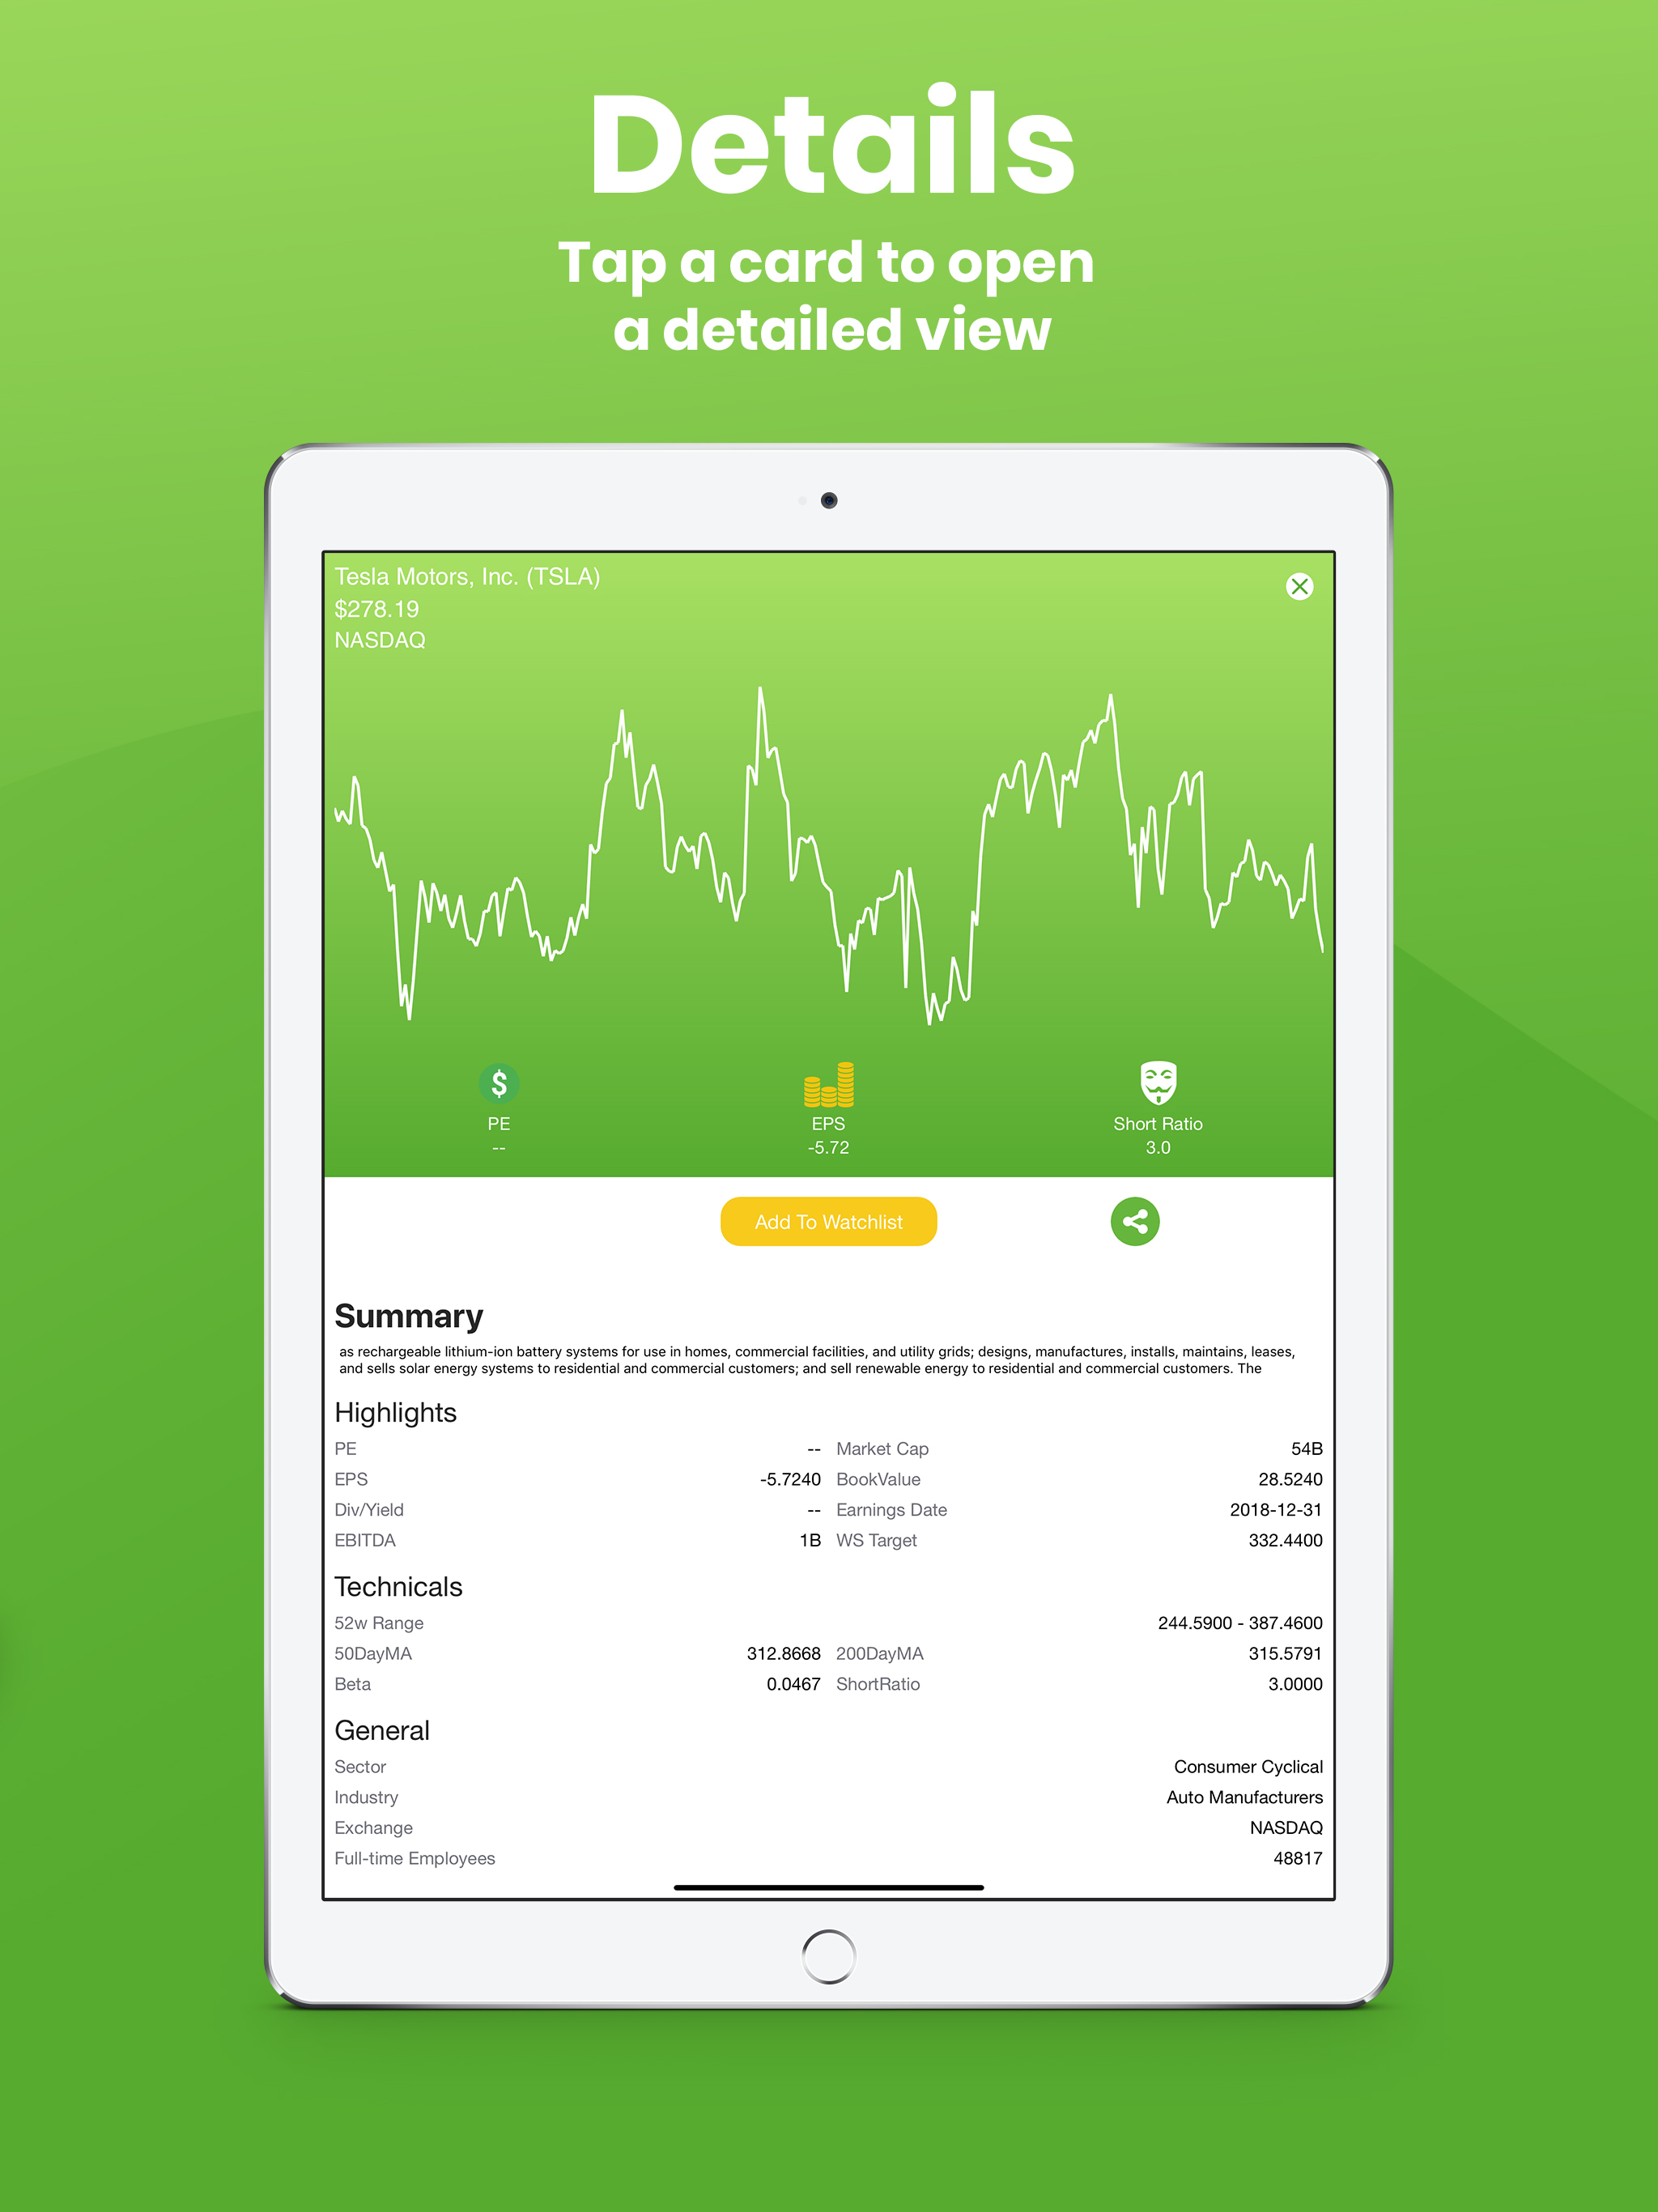 Details
Tap a card to open
a detailed view
Tesla Motors, Inc. (TSLA)
$278.19
NASDAQ
$
PE
--
EPS
-5.72
Short Ratio
3.0
Add To Watchlist
Summary
as rechargeable lithium-ion battery systems for use in homes, commercial facilities, and utility grids; designs, manufactures, installs, maintains, leases,
and sells solar energy systems to residential and commercial customers; and sell renewable energy to residential and commercial customers. The
Highlights
PE -- Market Cap 54B
EPS -5.7240 BookValue 28.5240
Div/Yield -- Earnings Date 2018-12-31
EBITDA 1B WS Target 332.4400
Technicals
52w Range 244.5900 - 387.4600
50DayMA 312.8668 200DayMA 315.5791
Beta 0.0467 ShortRatio 3.0000
General
Sector Consumer Cyclical
Industry Auto Manufacturers
Exchange NASDAQ
Full-time Employees 48817